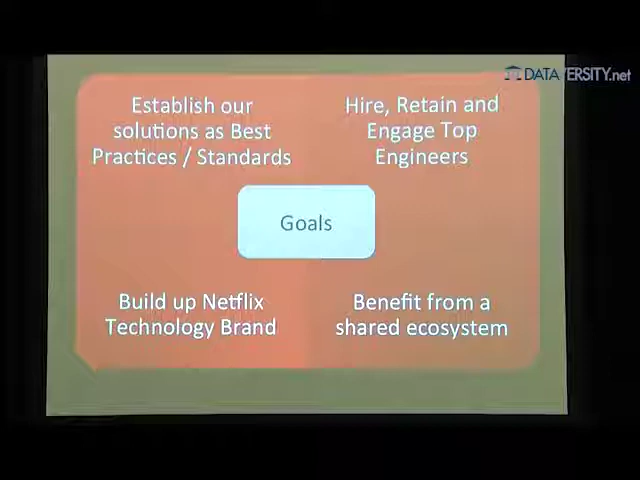 DATAVERSITY.net
Establish our
solutions as Best
Practices / Standards
Hire, Retain and
Engage Top
Engineers
Goals
Build up Netflix
Technology Brand
Benefit from a
shared ecosystem